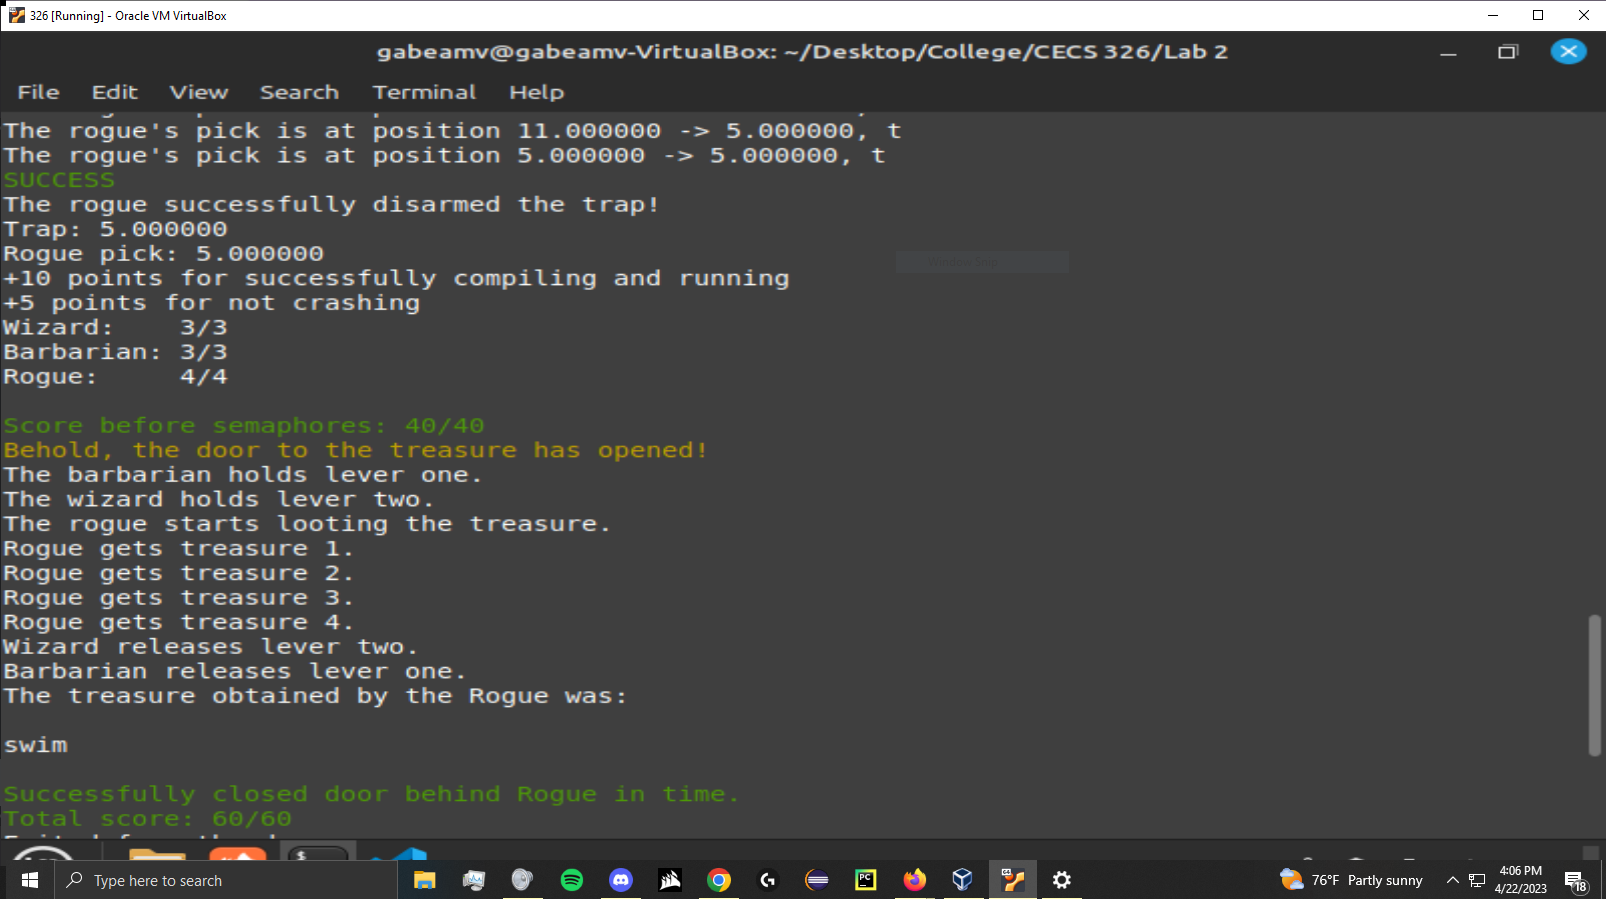 326 [Running] - Oracle VM VirtualBox
gabeamv@gabeamv-VirtualBox: ~/Desktop/College/CECS 326/Lab 2
File Edit View Search Terminal Help
The rogue's pick is at position 11.000000 -> 5.000000, t
The rogue's pick is at position 5.000000 -> 5.000000, t
SUCCESS
The rogue successfully disarmed the trap!
Trap: 5.000000
Rogue pick: 5.000000
+10 points for successfully compiling and running
+5 points for not crashing
Wizard: 3/3
Barbarian: 3/3
Rogue: 4/4
Score before semaphores: 40/40
Behold, the door to the treasure has opened!
The barbarian holds lever one.
The wizard holds lever two.
The rogue starts looting the treasure.
Rogue gets treasure 1.
Rogue gets treasure 2.
Rogue gets treasure 3.
Rogue gets treasure 4.
Wizard releases lever two.
Barbarian releases lever one.
The treasure obtained by the Rogue was:
swim
Successfully closed door behind Rogue in time.
Total score: 60/60
Type here to search
PC
76°F Partly sunny
4:06 PM
4/22/2023
18